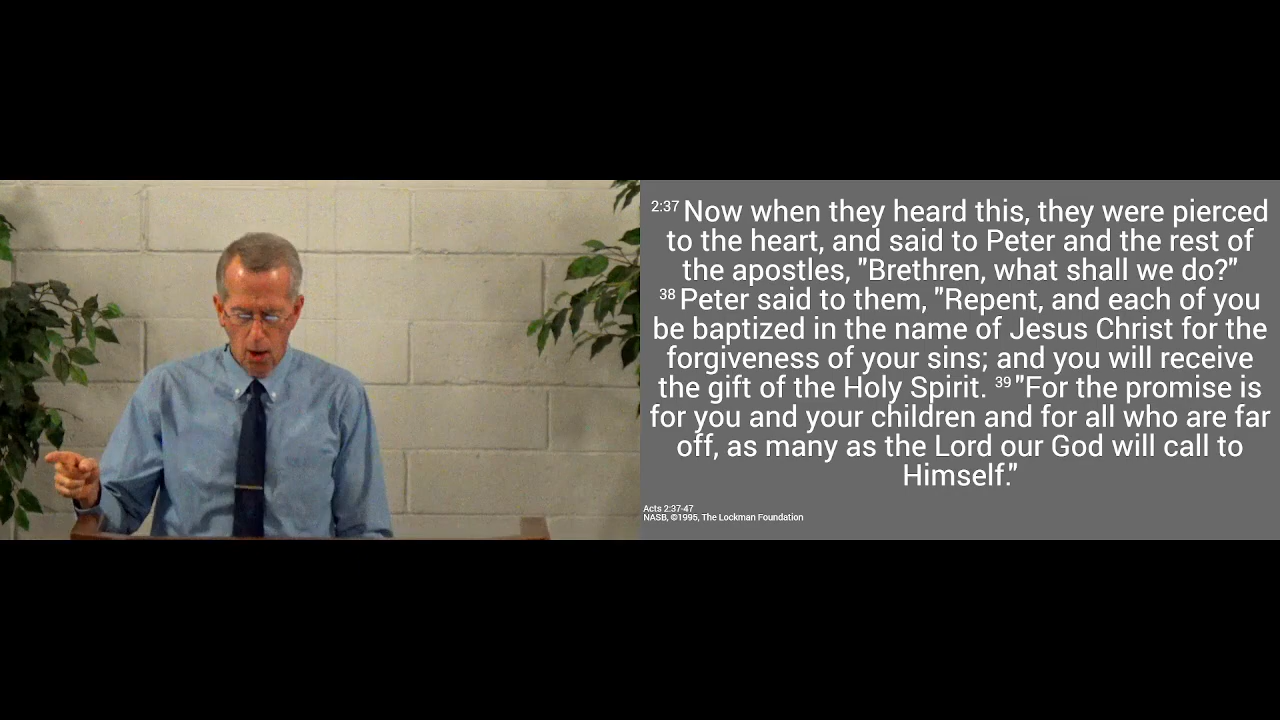 2:37 Now when they heard this, they were pierced
to the heart, and said to Peter and the rest of
the apostles, "Brethren, what shall we do?"
38 Peter said to them, "Repent, and each of you
be baptized in the name of Jesus Christ for the
forgiveness of your sins; and you will receive
the gift of the Holy Spirit. 39 "For the promise is
for you and your children and for all who are far
off, as many as the Lord our God will call to
Himself."
Acts 2:37-47
NASB, ©1995, The Lockman Foundation